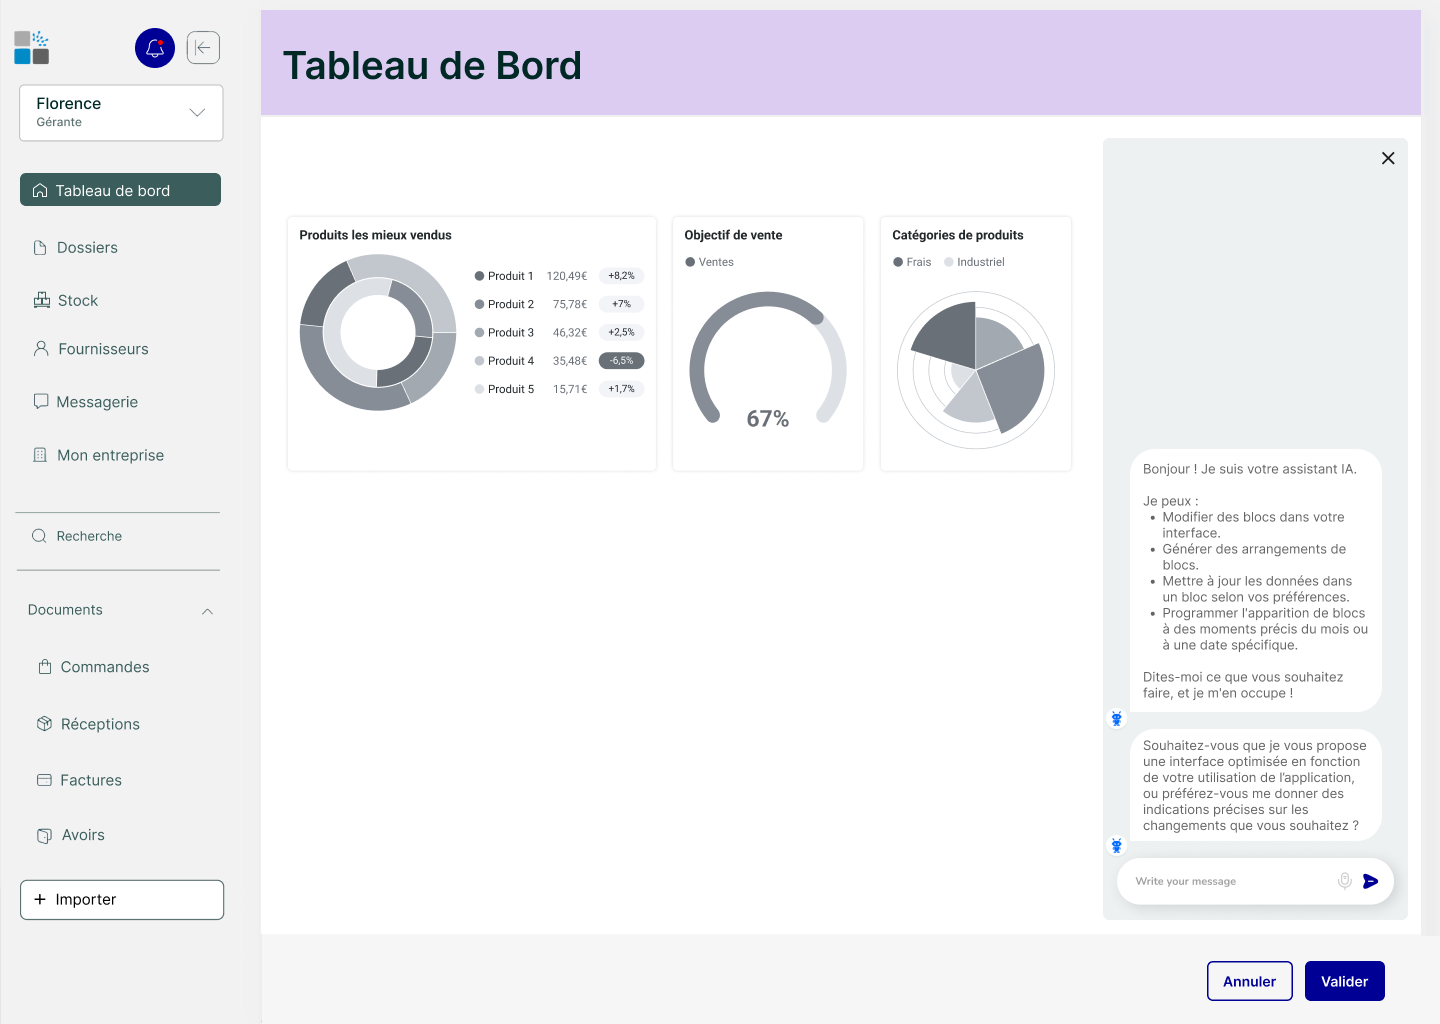 Florence
Gérante
Tableau de bord
Dossiers
Stock
Fournisseurs
Messagerie
Mon entreprise
Recherche
Documents
Commandes
Réceptions
Factures
Avoirs
+ Importer
Tableau de Bord
Produits les mieux vendus
Produit 1 120,49€ +8,2%
Produit 2 75,78€ +7%
Produit 3 46,32€ +2,5%
Produit 4 35,48€ -6,5%
Produit 5 15,71€ +1,7%
Objectif de vente
Ventes
67%
Catégories de produits
Frais Industriel
Bonjour ! Je suis votre assistant IA.
Je peux :
• Modifier des blocs dans votre
interface.
• Générer des arrangements de
blocs.
• Mettre à jour les données dans
un bloc selon vos préférences.
• Programmer l'apparition de blocs
à des moments précis du mois ou
à une date spécifique.
Dites-moi ce que vous souhaitez
faire, et je m'en occupe !
Souhaitez-vous que je vous propose
une interface optimisée en fonction
de votre utilisation de l'application,
ou préférez-vous me donner des
indications précises sur les
changements que vous souhaitez ?
Write your message
Annuler
Valider